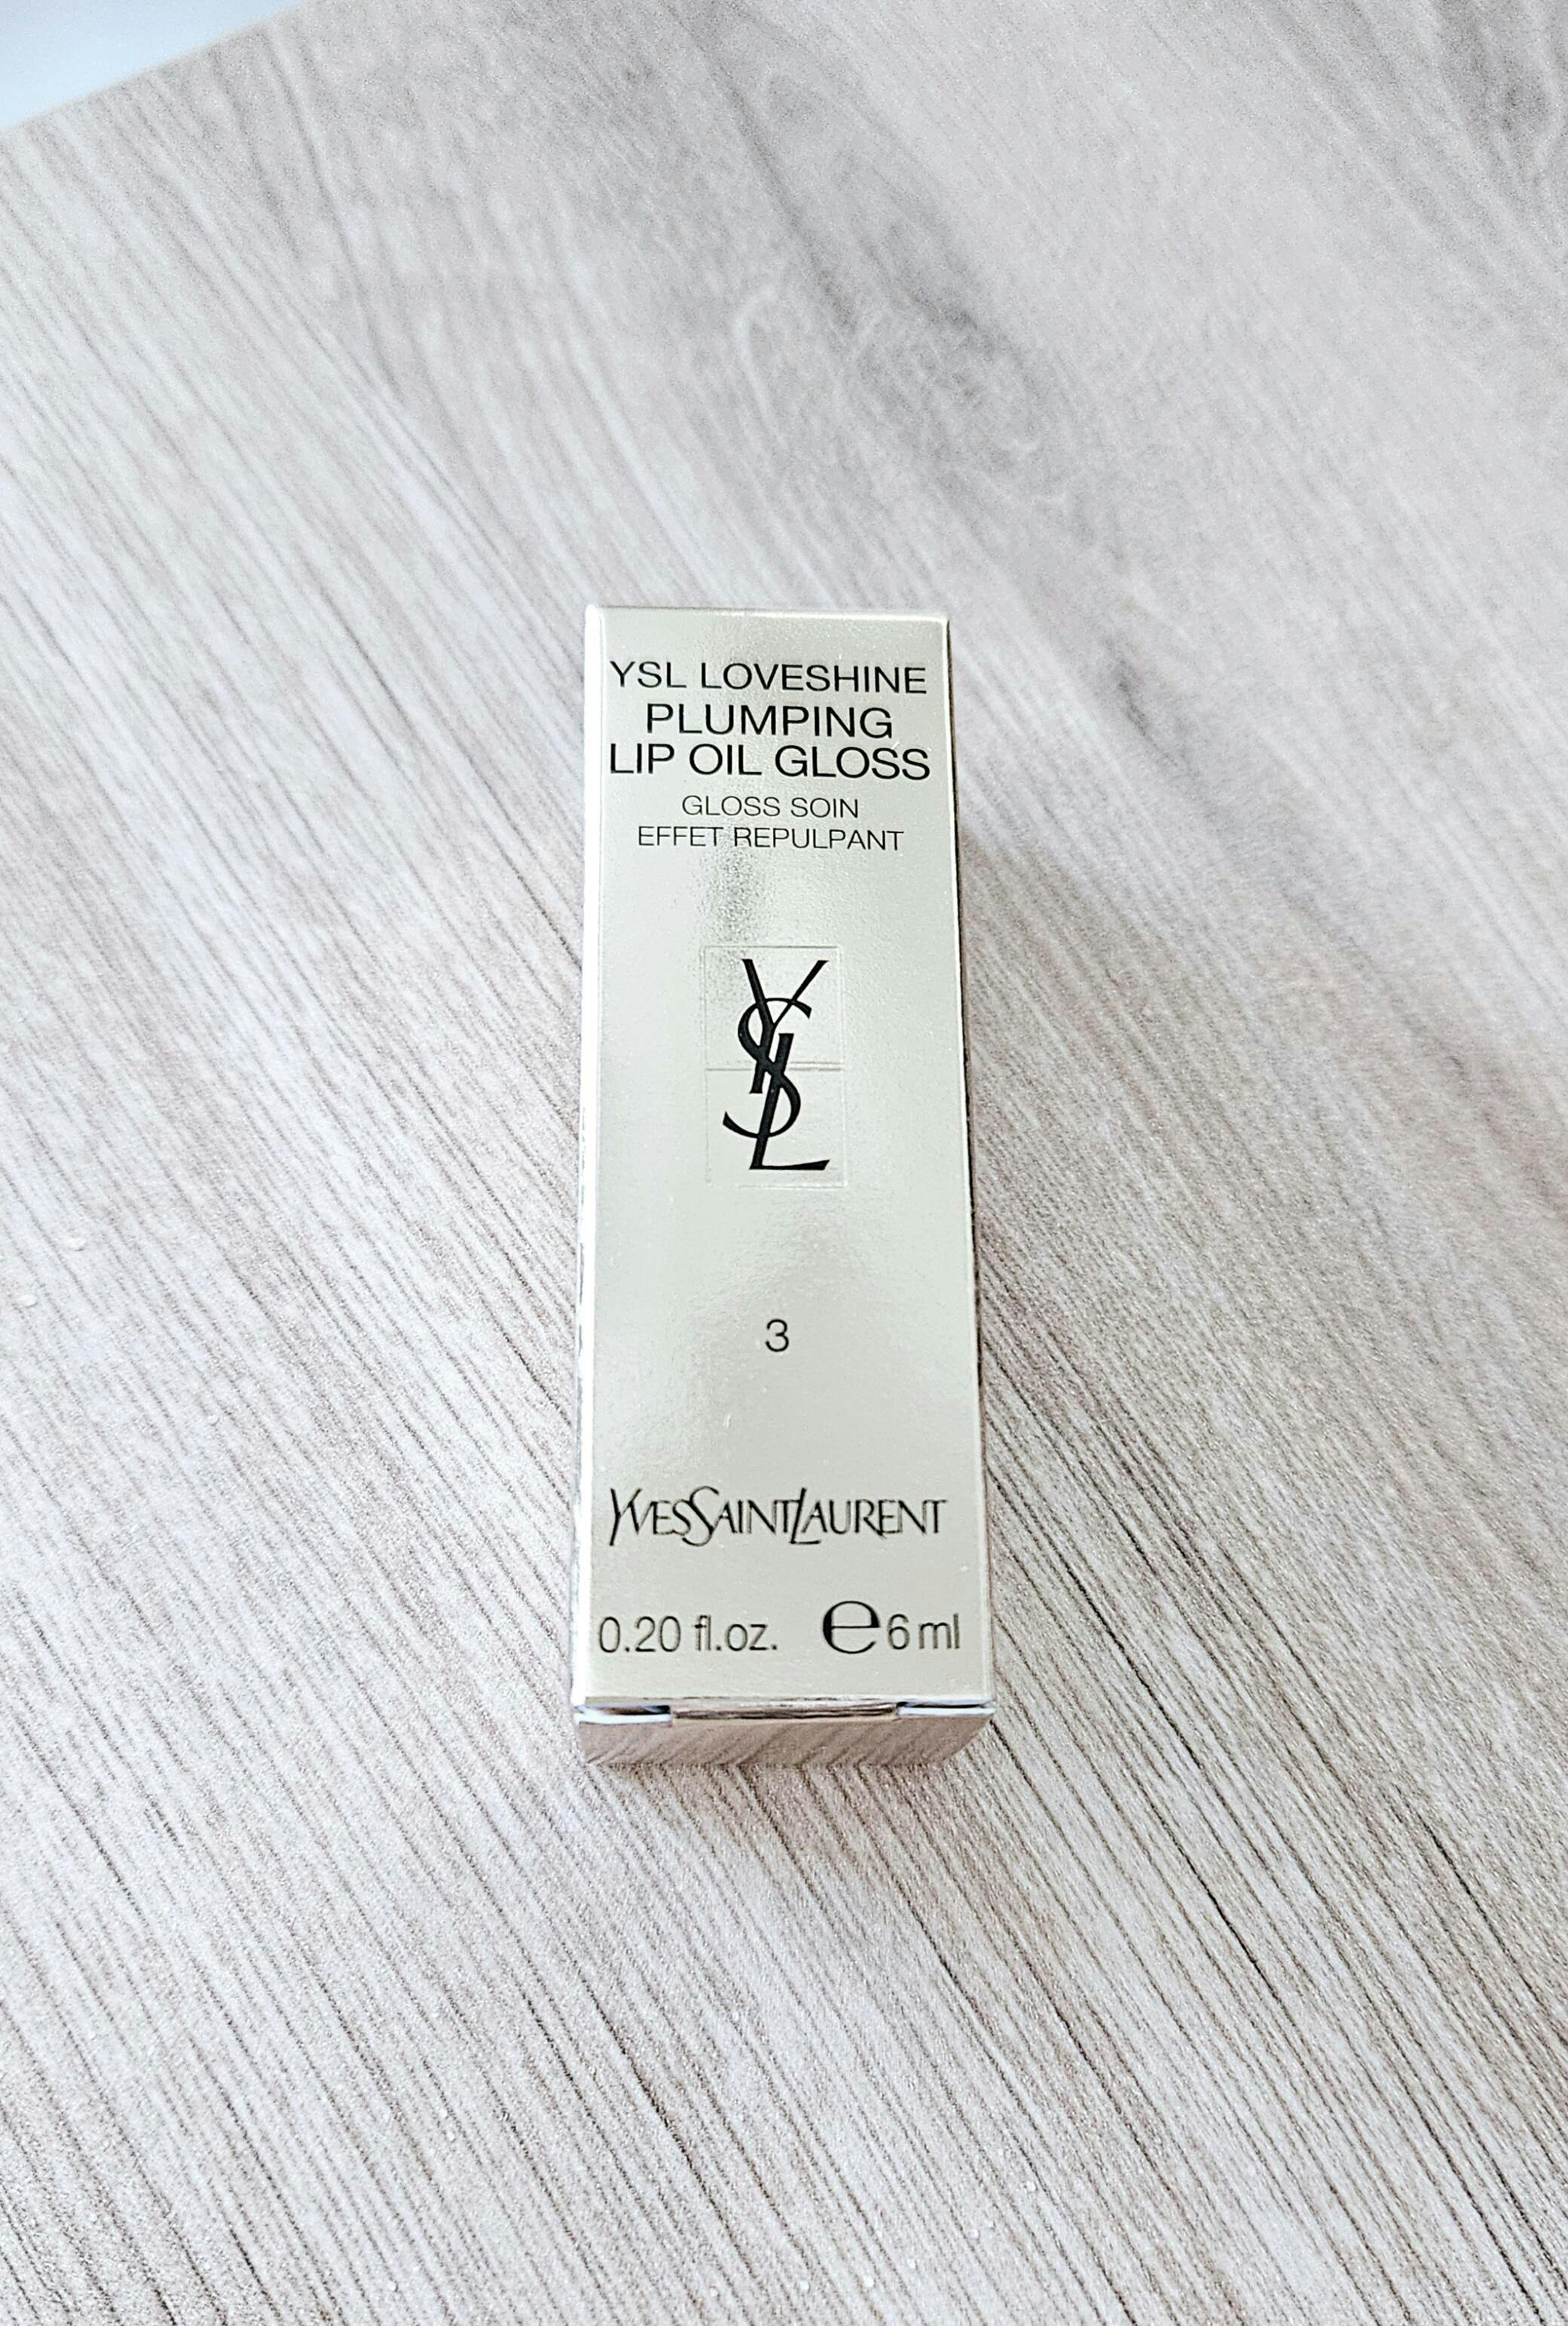 YSL LOVESHINE
PLUMPING
LIP OIL GLOSS
GLOSS SOIN
EFFET REPULPANT
YSL
3
YVESSAINTLAURENT
0.20 fl.oz. ℮6 ml